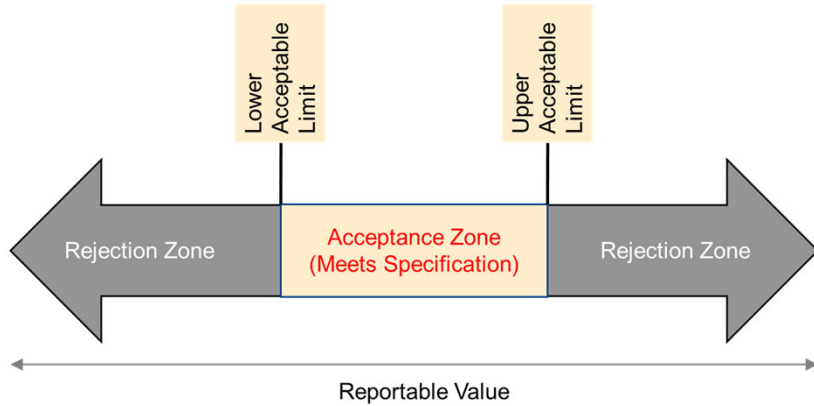 Lower
Acceptable
Limit
Upper
Acceptable
Limit
Rejection Zone
Acceptance Zone
(Meets Specification)
Rejection Zone
Reportable Value